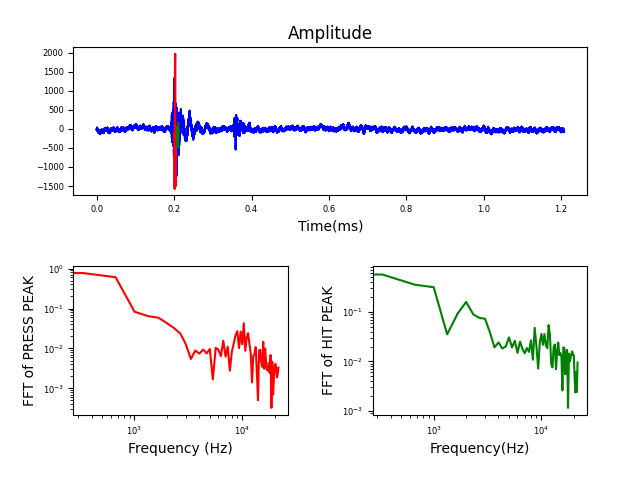 Amplitude
2000
1500
1000
500
0
−500
−1000
−1500
0.0 0.2 0.4 0.6 0.8 1.0 1.2
Time(ms)
FFT of PRESS PEAK
10⁰
10⁻¹
10⁻²
10⁻³
10³ 10⁴
Frequency (Hz)
FFT of HIT PEAK
10⁻¹
10⁻²
10⁻³
10³ 10⁴
Frequency(Hz)